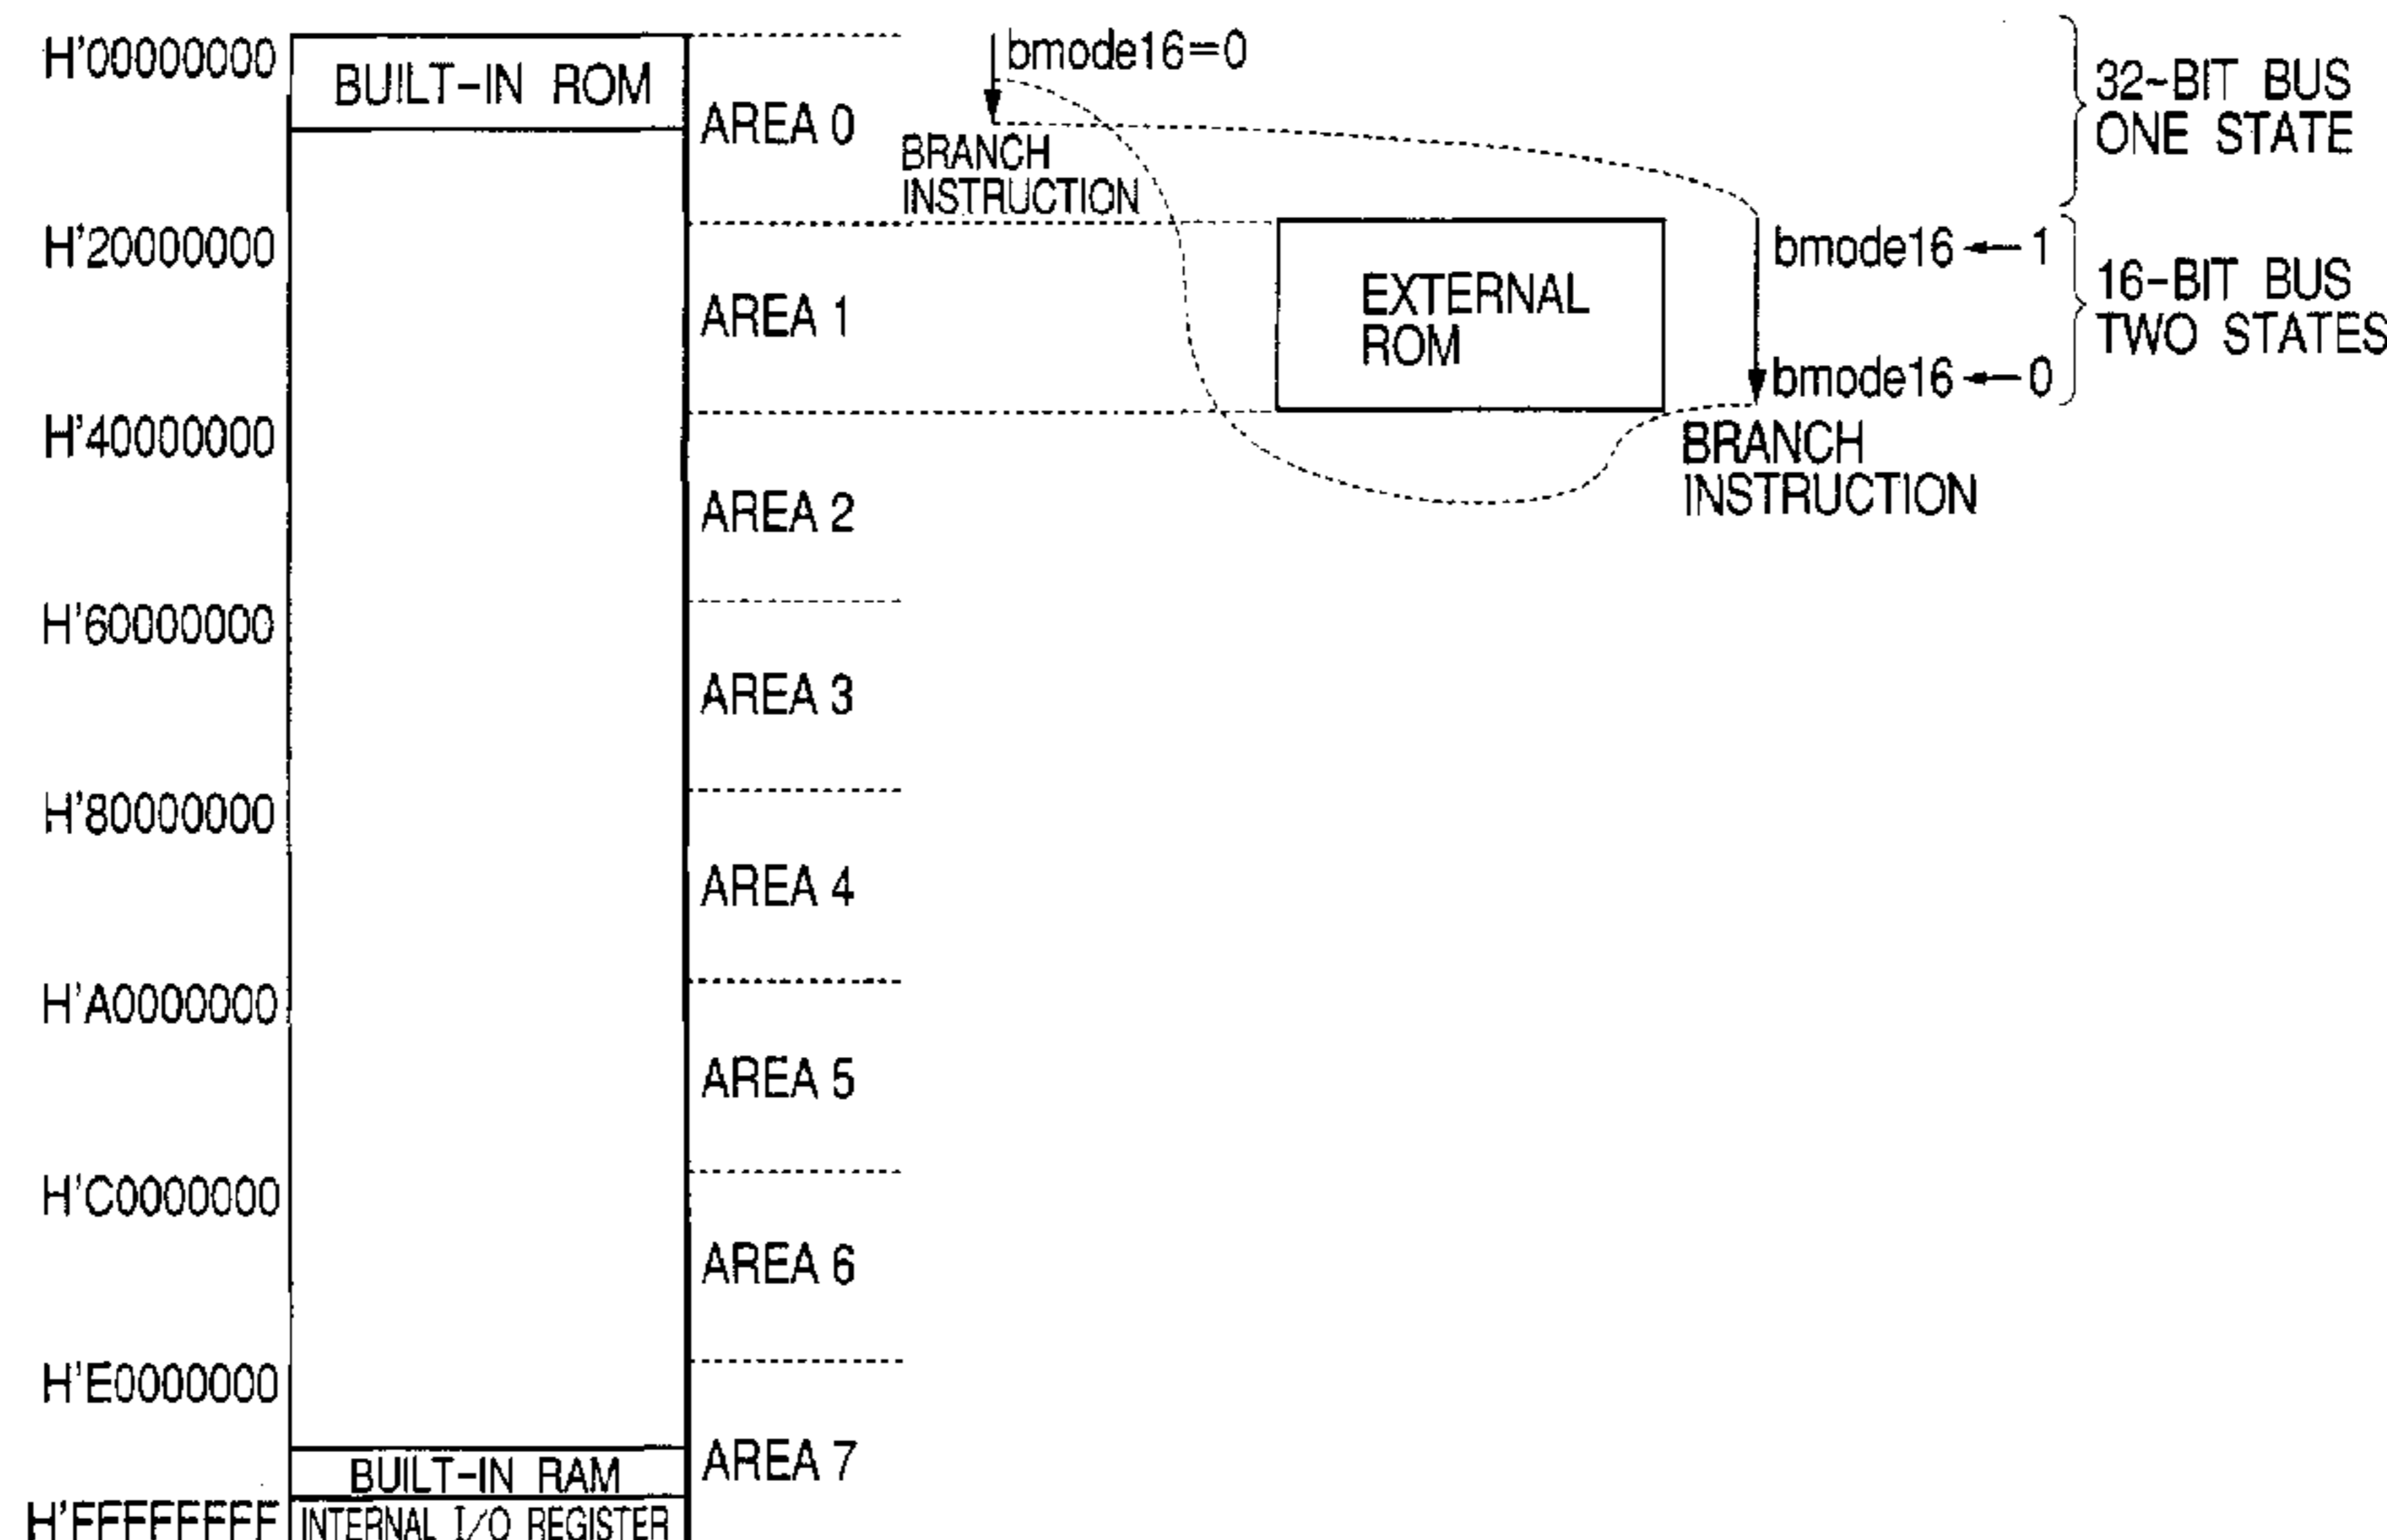 H'00000000
BUILT-IN ROM
AREA 0
bmode16=0
BRANCH
INSTRUCTION
32-BIT BUS
ONE STATE
H'20000000
AREA 1
EXTERNAL
ROM
bmode16←1
16-BIT BUS
TWO STATES
bmode16←0
BRANCH
INSTRUCTION
H'40000000
AREA 2
H'60000000
AREA 3
H'80000000
AREA 4
H'A0000000
AREA 5
H'C0000000
AREA 6
H'E0000000
AREA 7
BUILT-IN RAM
H'FFFFFFFF
INTERNAL I/O REGISTER